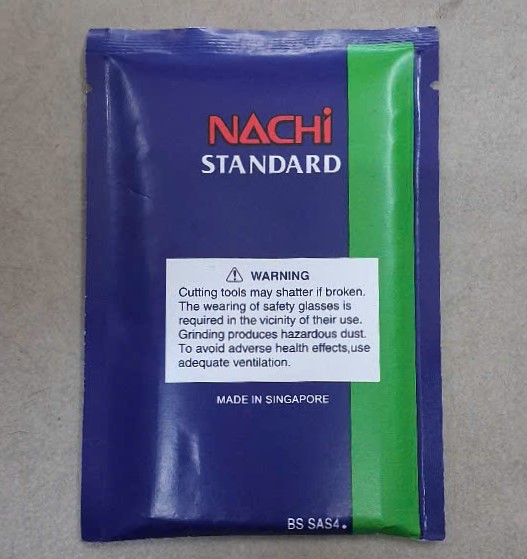 NACHi
STANDARD
WARNING
Cutting tools may shatter if broken.
The wearing of safety glasses is
required in the vicinity of their use.
Grinding produces hazardous dust.
To avoid adverse health effects,use
adequate ventilation.
MADE IN SINGAPORE
BS SAS4.